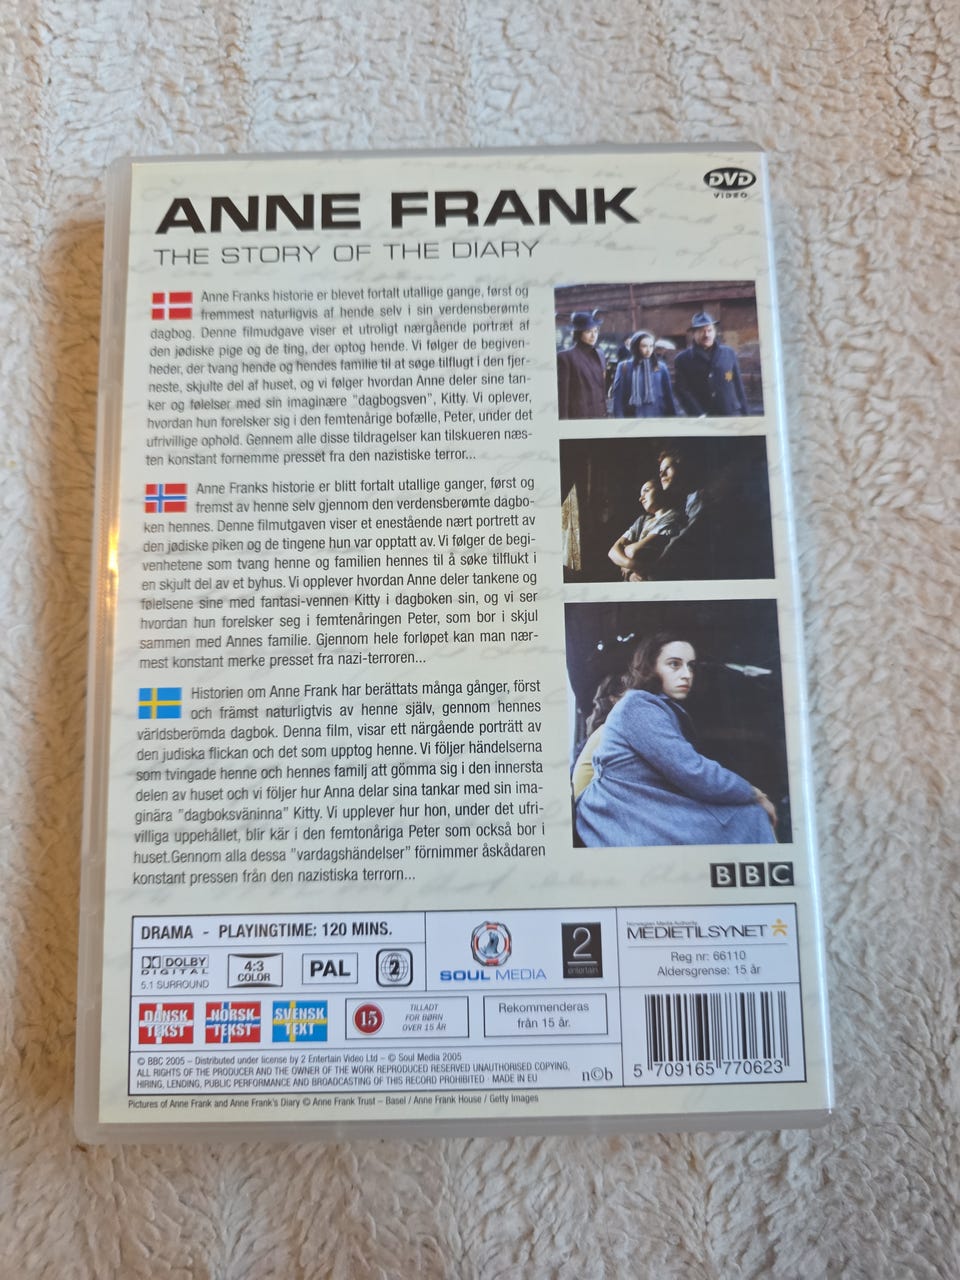 ANNE FRANK
THE STORY OF THE DIARY
DVD
VIDEO
Anne Franks historie er blevet fortalt utallige gange, først og
fremmest naturligvis af hende selv i sin verdensberømte
dagbog. Denne filmudgave viser et utroligt nærgående portræt af
den jødiske pige og de ting, der optog hende. Vi følger de begiven-
heder, der tvang hende og hendes familie til at søge tilflugt i den fjer-
neste, skjulte del af huset, og vi følger hvordan Anne deler sine tan-
ker og følelser med sin imaginære "dagbogsven", Kitty. Vi oplever,
hvordan hun forelsker sig i den femtenårige bofælle, Peter, under det
ufrivillige ophold. Gennem alle disse tildragelser kan tilskueren næs-
ten konstant fornemme presset fra den nazistiske terror...
Anne Franks historie er blitt fortalt utallige ganger, først og
fremst av henne selv gjennom den verdensberømte dagbo-
ken hennes. Denne filmutgaven viser et enestående nært portrett av
den jødiske piken og de tingene hun var opptatt av. Vi følger de begi-
venhetene som tvang henne og familien hennes til å søke tilflukt i
en skjult del av et byhus. Vi opplever hvordan Anne deler tankene og
følelsene sine med fantasi-vennen Kitty i dagboken sin, og vi ser
hvordan hun forelsker seg i femtenåringen Peter, som bor i skjul
sammen med Annes familie. Gjennom hele forløpet kan man nær-
mest konstant merke presset fra nazi-terroren...
Historien om Anne Frank har berättats många gånger, först
och främst naturligtvis av henne själv, gennom hennes
världsberömda dagbok. Denna film, visar ett närgående porträtt av
den judiska flickan och det som upptog henne. Vi följer händelserna
som tvingade henne och hennes familj att gömma sig i den innersta
delen av huset och vi följer hur Anna delar sina tankar med sin ima-
ginära "dagboksväninna" Kitty. Vi upplever hur hon, under det ufri-
villiga uppehållet, blir kär i den femtonåriga Peter som också bor i
huset.Gennom alla dessa "vardagshändelser" förnimmer åskådaren
konstant pressen från den nazistiska terrorn...
BBC
DRAMA - PLAYINGTIME: 120 MINS.
DOLBY
DIGITAL
5.1 SURROUND
4:3
COLOR
PAL
2
SOUL MEDIA
2
entertain
Norwegian Media Authority
MEDIETILSYNET
Reg nr: 66110
Aldersgrense: 15 år
DANSK
TEKST
NORSK
TEKST
SVENSK
TEXT
15
TILLADT
FOR BØRN
OVER 15 ÅR
Rekommenderas
från 15 år.
© BBC 2005 – Distributed under license by 2 Entertain Video Ltd – © Soul Media 2005
ALL RIGHTS OF THE PRODUCER AND THE OWNER OF THE WORK REPRODUCED RESERVED UNAUTHORISED COPYING,
HIRING, LENDING, PUBLIC PERFORMANCE AND BROADCASTING OF THIS RECORD PROHIBITED - MADE IN EU
n©b
5 709165 770623
Pictures of Anne Frank and Anne Frank's Diary © Anne Frank Trust – Basel / Anne Frank House / Getty Images